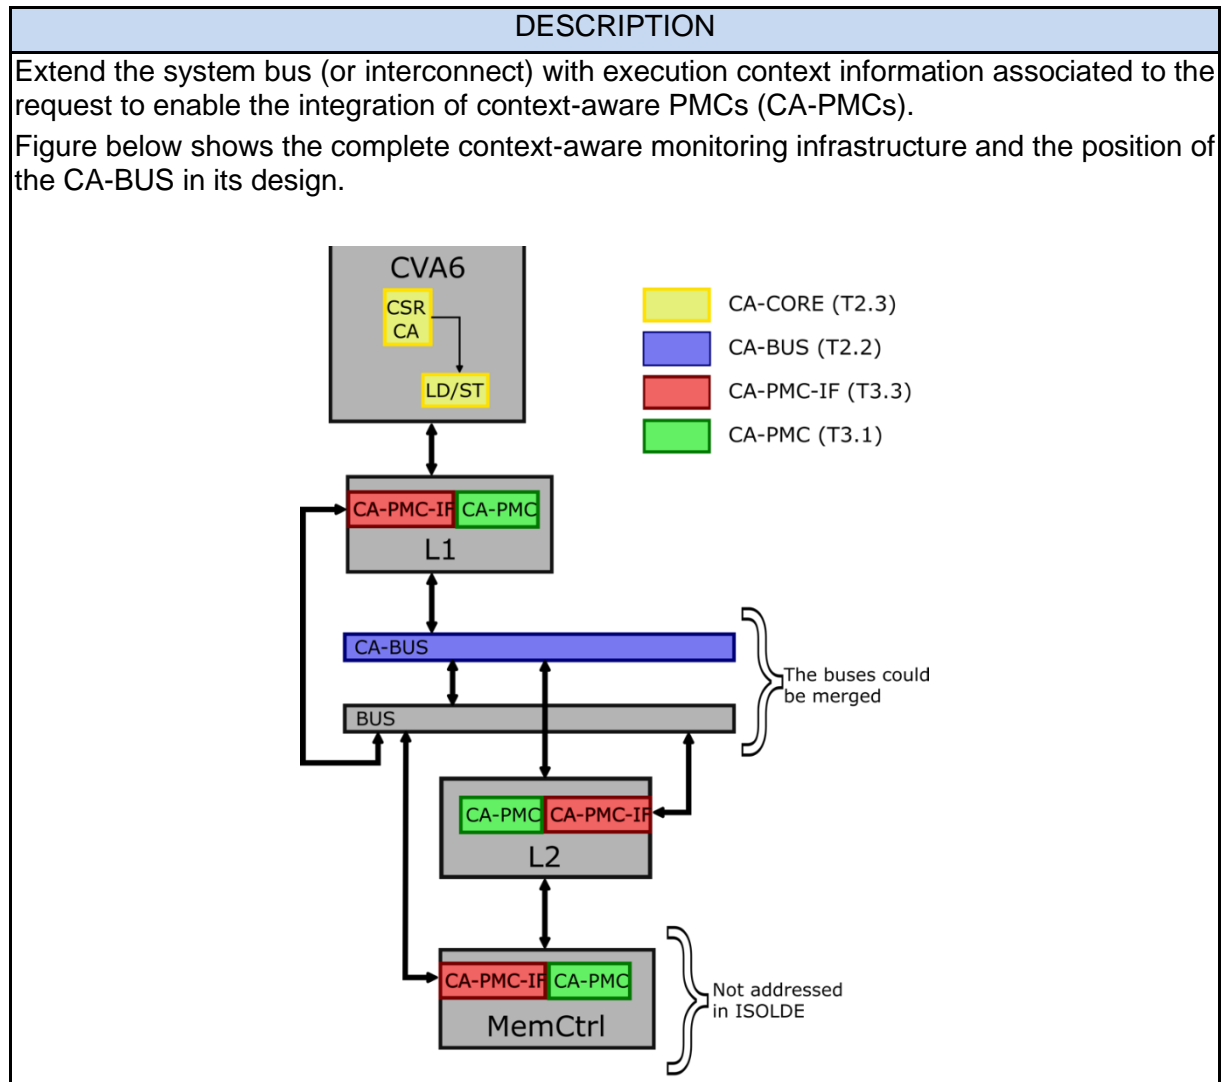 DESCRIPTION
Extend the system bus (or interconnect) with execution context information associated to the
request to enable the integration of context-aware PMCs (CA-PMCs).
Figure below shows the complete context-aware monitoring infrastructure and the position of
the CA-BUS in its design.
CVA6
CSR
CA
LD/ST
CA-CORE (T2.3)
CA-BUS (T2.2)
CA-PMC-IF (T3.3)
CA-PMC (T3.1)
CA-PMC-IF CA-PMC
L1
CA-BUS
BUS
The buses could
be merged
CA-PMC CA-PMC-IF
L2
CA-PMC-IF CA-PMC
MemCtrl
Not addressed
in ISOLDE